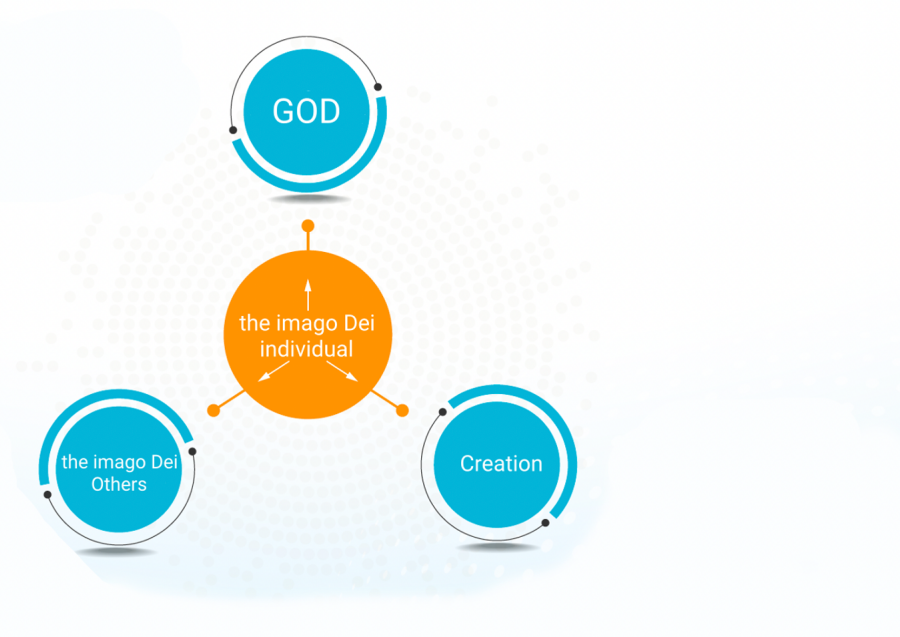 GOD
the imago Dei
individual
the imago Dei
Others
Creation